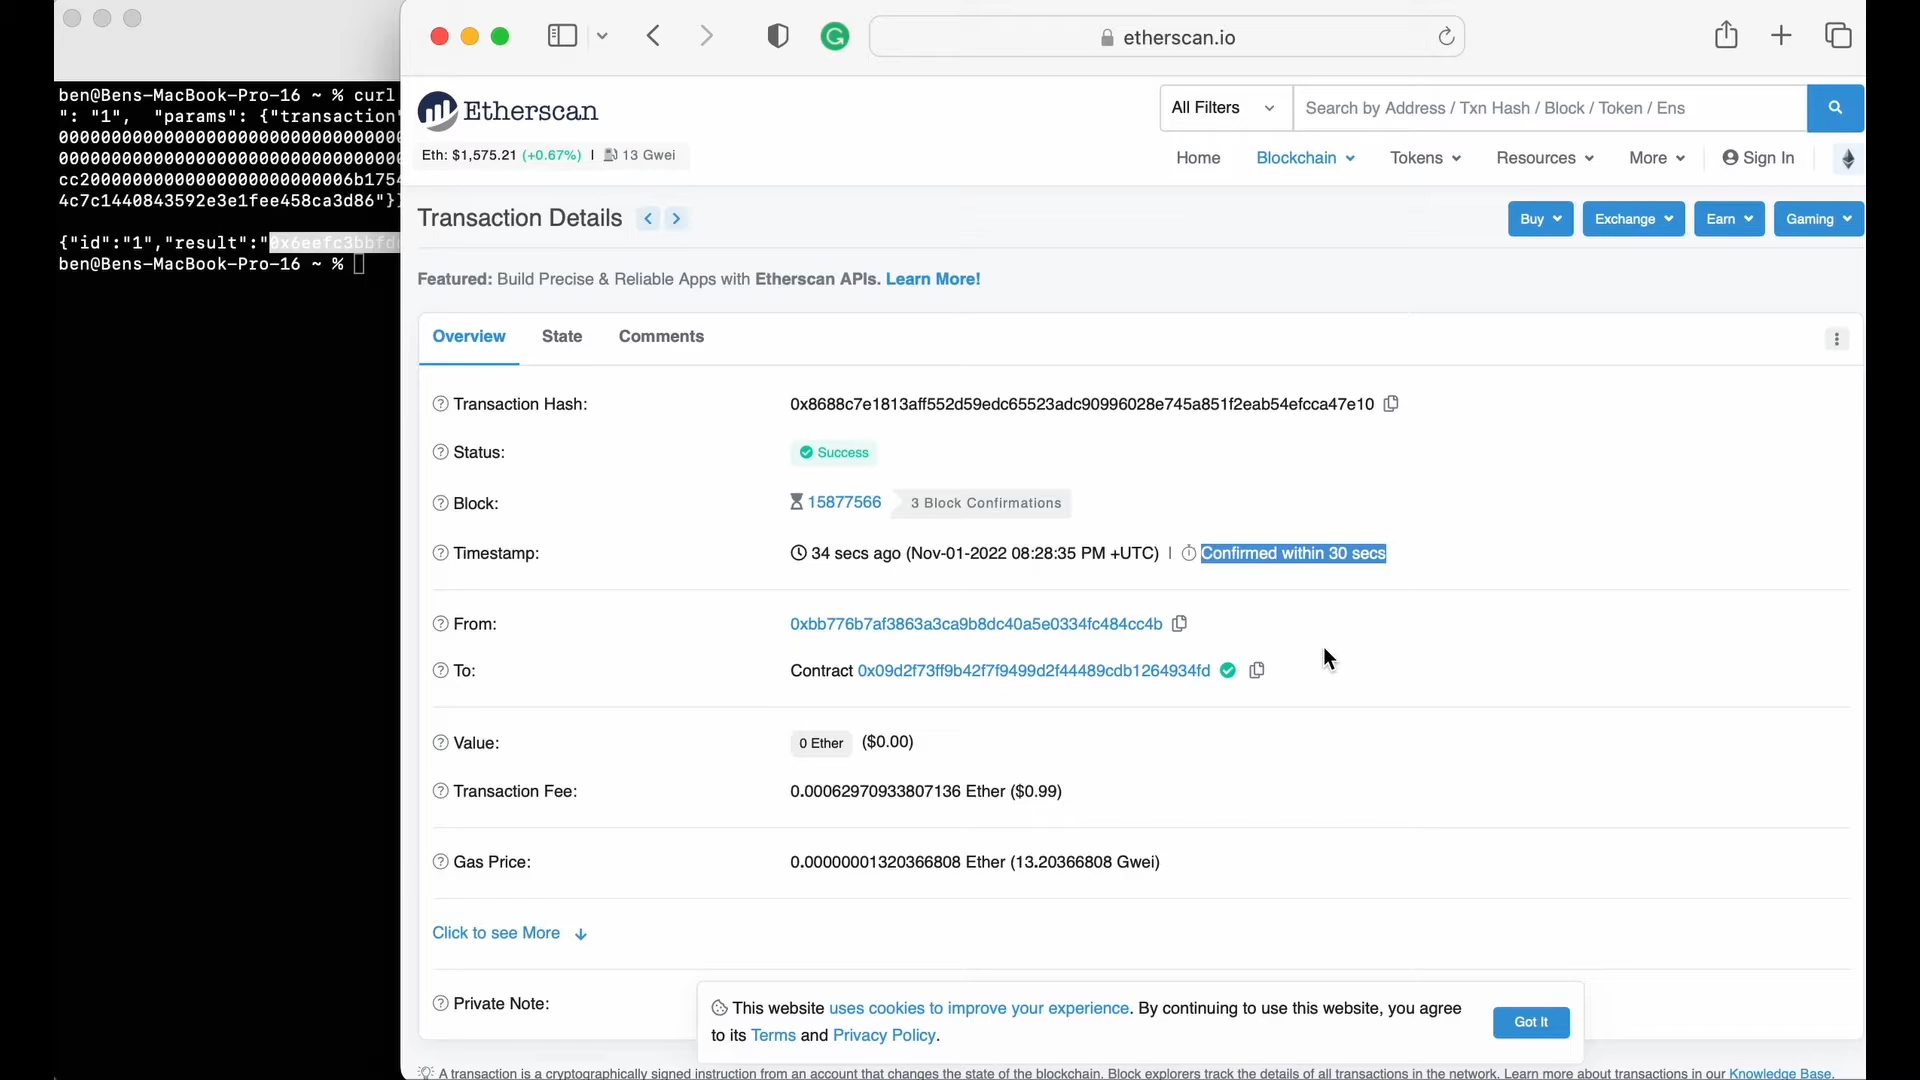 ben@Bens-MacBook-Pro-16 ~ % curl
": "1",  "params": {"transaction"
cc20000000000000000000000006b1754
4c7c1440843592e3e1fee458ca3d86"}]
{"id":"1","result":"0x6eefc3bbfd
ben@Bens-MacBook-Pro-16 ~ %
etherscan.io
Etherscan
All Filters
Search by Address / Txn Hash / Block / Token / Ens
Eth: $1,575.21 (+0.67%) | 13 Gwei
Home Blockchain Tokens Resources More Sign In
Transaction Details
Buy Exchange Earn Gaming
Featured: Build Precise & Reliable Apps with Etherscan APIs. Learn More!
Overview State Comments
Transaction Hash: 0x8688c7e1813aff552d59edc65523adc90996028e745a851f2eab54efcca47e10
Status: Success
Block: 15877566 3 Block Confirmations
Timestamp: 34 secs ago (Nov-01-2022 08:28:35 PM +UTC) | Confirmed within 30 secs
From: 0xbb776b7af3863a3ca9b8dc40a5e0334fc484cc4b
To: Contract 0x09d2f73ff9b42f7f9499d2f44489cdb1264934fd
Value: 0 Ether ($0.00)
Transaction Fee: 0.00062970933807136 Ether ($0.99)
Gas Price: 0.00000001320366808 Ether (13.20366808 Gwei)
Click to see More
Private Note:
This website uses cookies to improve your experience. By continuing to use this website, you agree
to its Terms and Privacy Policy.
Got It
A transaction is a cryptographically signed instruction from an account that changes the state of the blockchain. Block explorers track the details of all transactions in the network. Learn more about transactions in our Knowledge Base.